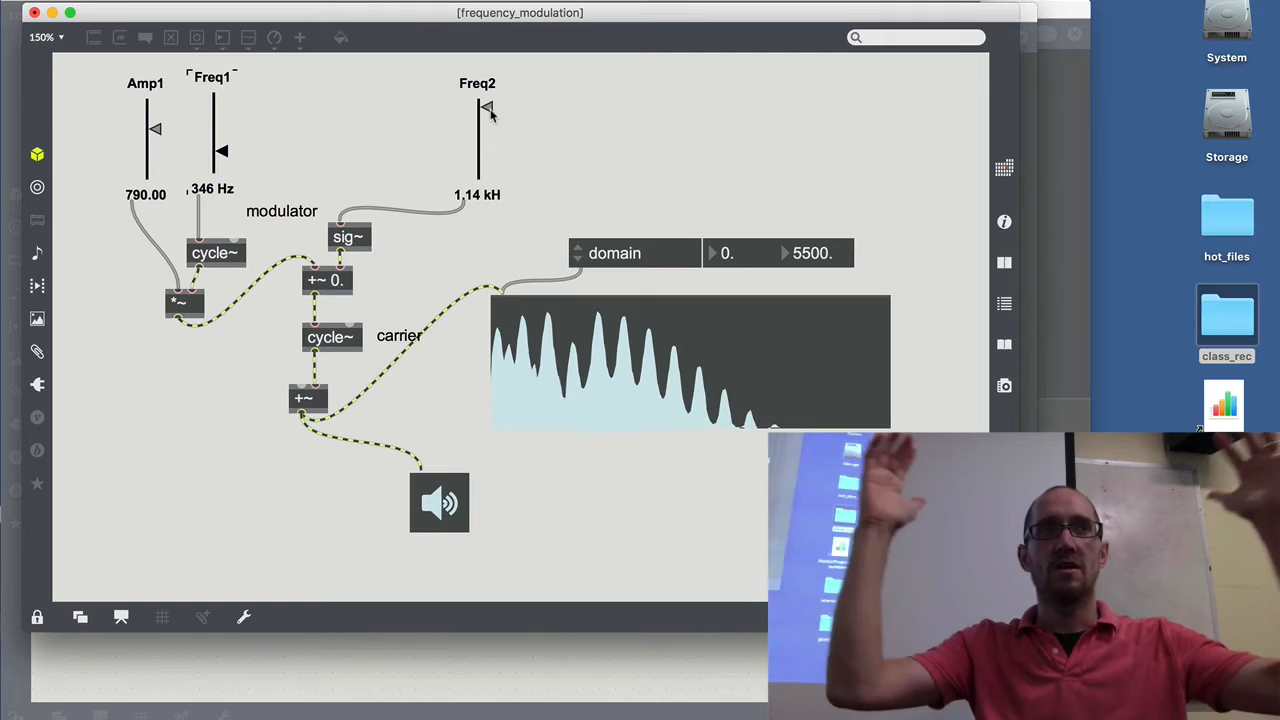 [frequency_modulation]
150%
Amp1
Freq1
Freq2
790.00
346 Hz
1.14 kH
modulator
sig~
cycle~
domain
0.
5500.
+~ 0.
*~
cycle~
carrier
+~
System
Storage
hot_files
class_rec